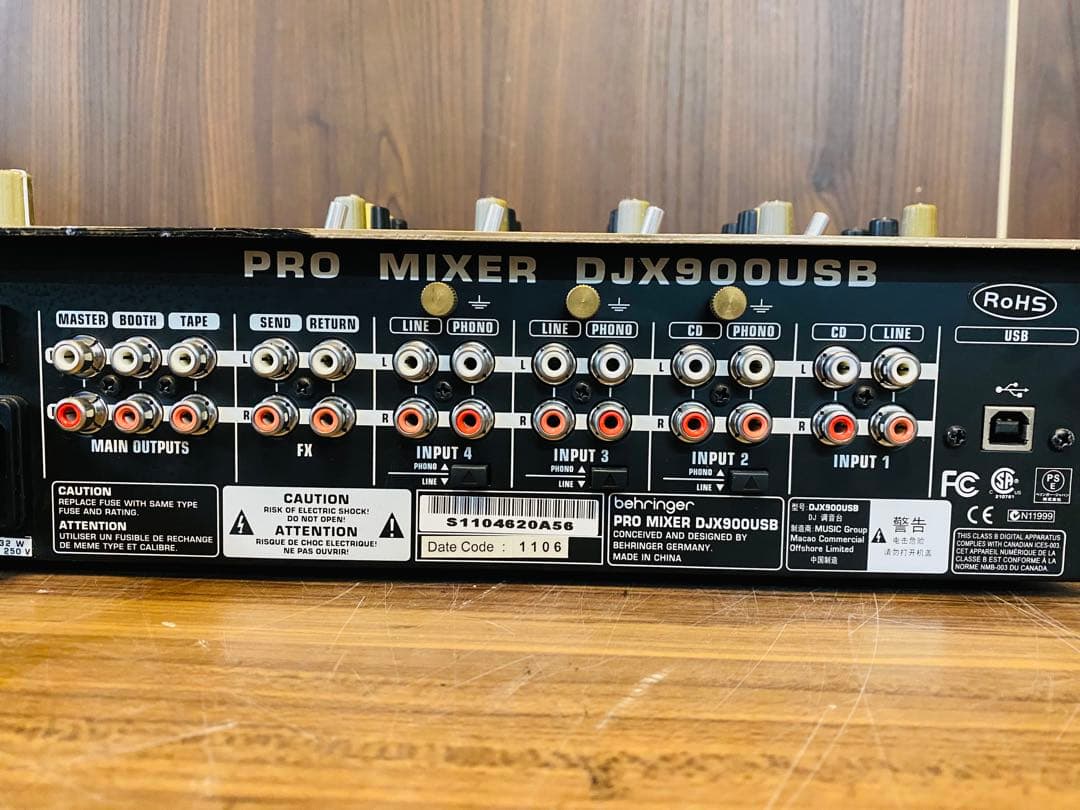 PRO MIXER DJX900USB
RoHS
MASTER BOOTH TAPE
SEND RETURN
LINE PHONO
LINE PHONO
CD PHONO
CD LINE
USB
L L L L L
R R R R R
MAIN OUTPUTS
FX
INPUT 4
PHONO
LINE
INPUT 3
PHONO
LINE
INPUT 2
PHONO
LINE
INPUT 1
CAUTION
REPLACE FUSE WITH SAME TYPE
FUSE AND RATING.
ATTENTION
UTILISER UN FUSIBLE DE RECHANGE
DE MEME TYPE ET CALIBRE.
32 W
250 V
CAUTION
RISK OF ELECTRIC SHOCK!
DO NOT OPEN!
ATTENTION
RISQUE DE CHOC ELECTRIQUE!
NE PAS OUVRIR!
S1104620A56
Date Code : 1106
behringer
PRO MIXER DJX900USB
CONCEIVED AND DESIGNED BY
BEHRINGER GERMANY.
MADE IN CHINA
型号: DJX900USB
DJ 调音台
制造商: MUSIC Group
Macao Commercial
Offshore Limited
中国制造
警告
电击危险
请勿打开机盖
FC
PS
E
CE
N11999
THIS CLASS B DIGITAL APPARATUS
COMPLIES WITH CANADIAN ICES-003.
CET APPAREIL NUMÉRIQUE DE LA
CLASSE B EST CONFORME À LA
NORME NMB-003 DU CANADA.